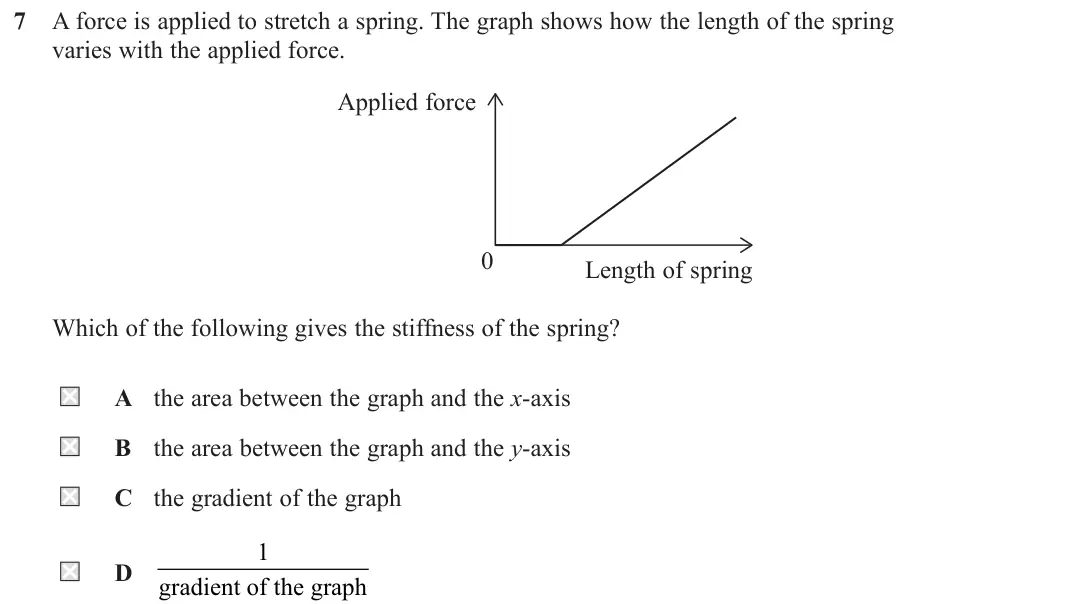 7 A force is applied to stretch a spring. The graph shows how the length of the spring
varies with the applied force.
Applied force
0
Length of spring
Which of the following gives the stiffness of the spring?
A the area between the graph and the x-axis
B the area between the graph and the y-axis
C the gradient of the graph
D 1
gradient of the graph